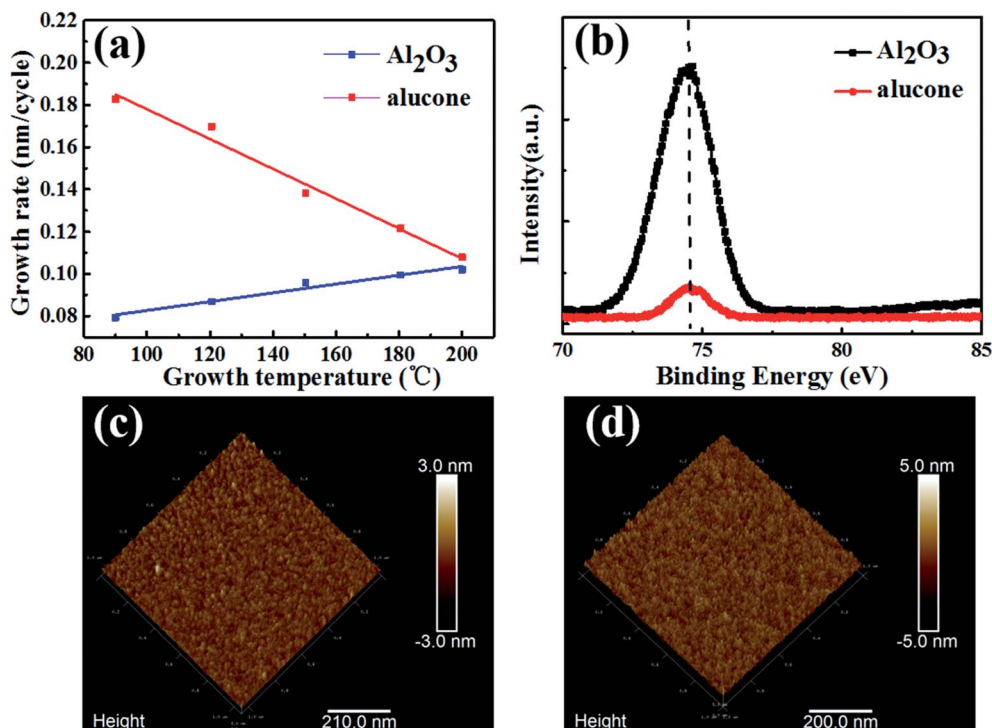 (a)
Al2O3
alucone
0.22
0.20
0.18
0.16
0.14
0.12
0.10
0.08
Growth rate (nm/cycle)
80 100 120 140 160 180 200
Growth temperature (℃)
(b)
Al2O3
alucone
Intensity(a.u.)
70 75 80 85
Binding Energy (eV)
(c)
3.0 nm
-3.0 nm
Height
210.0 nm
(d)
5.0 nm
-5.0 nm
Height
200.0 nm